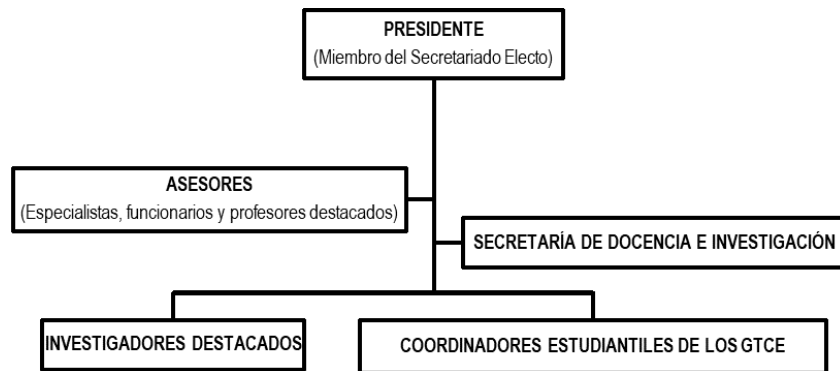 PRESIDENTE
(Miembro del Secretariado Electo)
ASESORES
(Especialistas, funcionarios y profesores destacados)
SECRETARÍA DE DOCENCIA E INVESTIGACIÓN
INVESTIGADORES DESTACADOS
COORDINADORES ESTUDIANTILES DE LOS GTCE